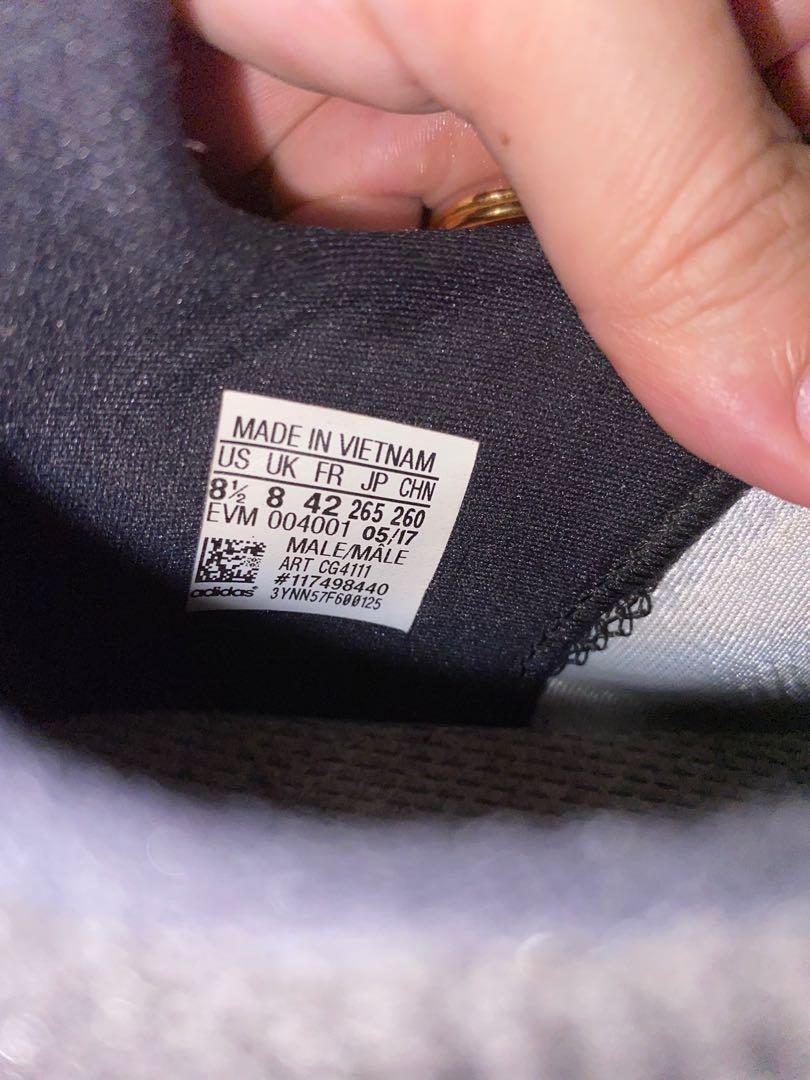 MADE IN VIETNAM
US UK FR JP CHN
8½ 8 42 265 260
EVM 004001 05/17
MALE/MÂLE
ART CG4111
#117498440
adidas 3YNN57F600125